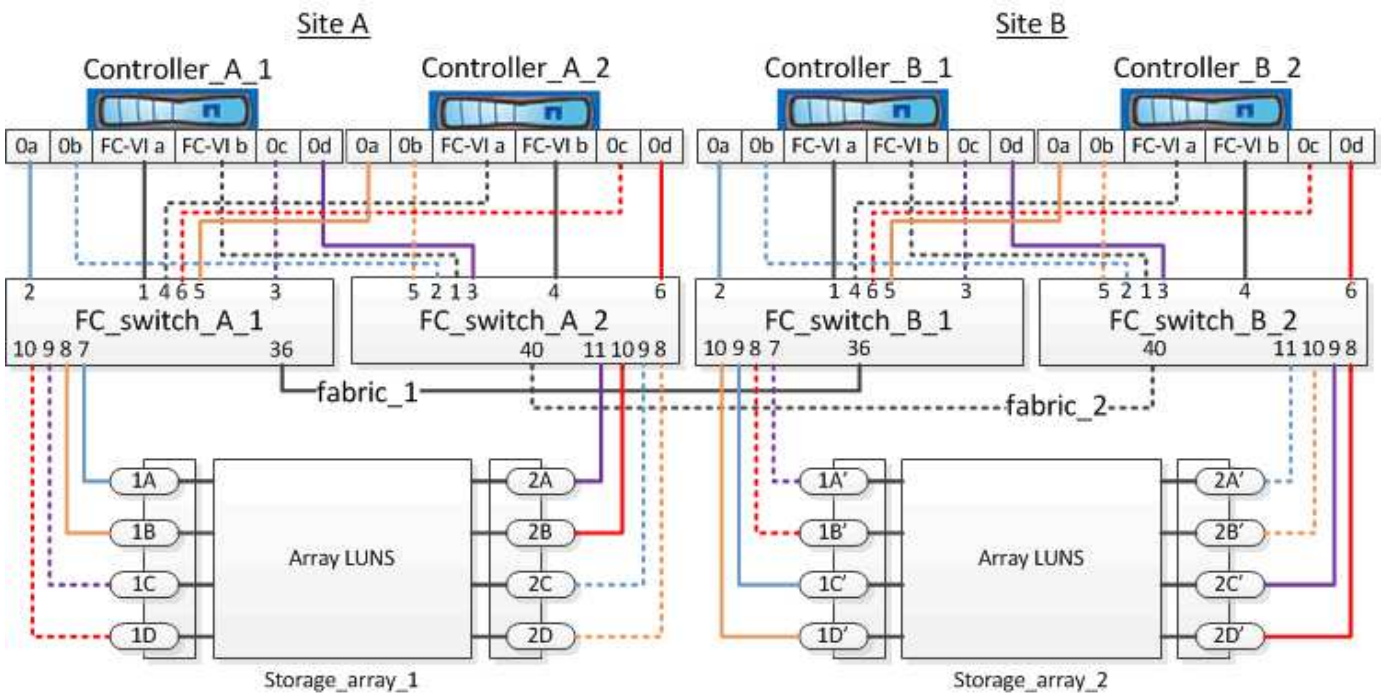 Site A Site B
Controller_A_1 Controller_A_2 Controller_B_1 Controller_B_2
0a 0b FC-VI a FC-VI b 0c 0d 0a 0b FC-VI a FC-VI b 0c 0d 0a 0b FC-VI a FC-VI b 0c 0d 0a 0b FC-VI a FC-VI b 0c 0d
2 1 4 6 5 3 5 2 1 3 4 6 2 1 4 6 5 3 5 2 1 3 4 6
FC_switch_A_1 FC_switch_A_2 FC_switch_B_1 FC_switch_B_2
10 9 8 7 36 40 11 10 9 8 10 9 8 7 36 40 11 10 9 8
fabric_1
fabric_2
1A 2A 1A' 2A'
1B 2B 1B' 2B'
Array LUNS Array LUNS
1C 2C 1C' 2C'
1D 2D 1D' 2D'
Storage_array_1 Storage_array_2